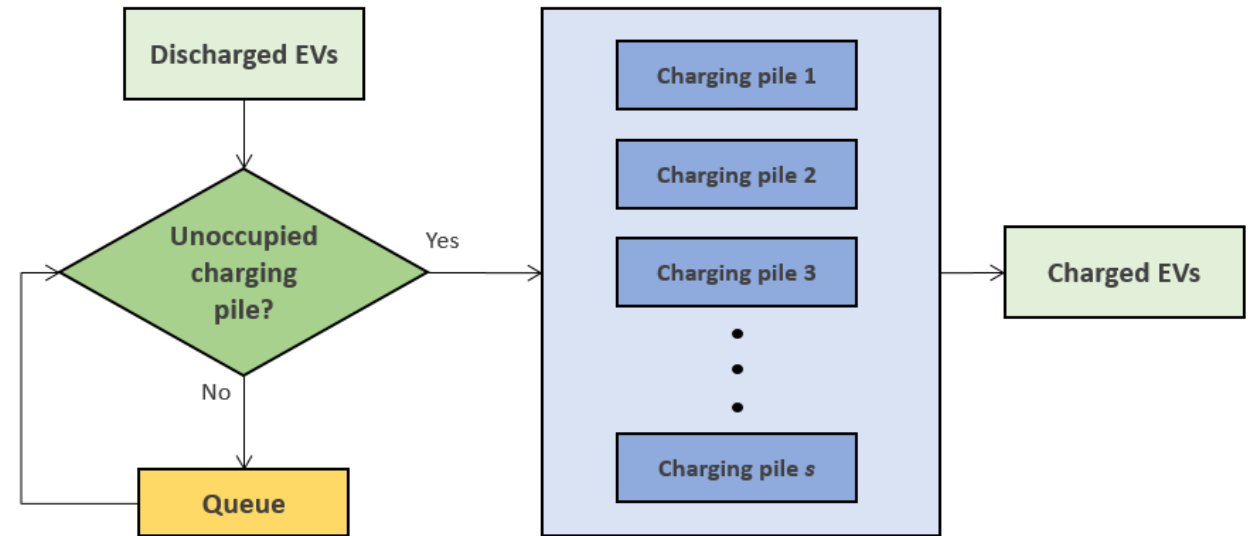 Discharged EVs
Unoccupied
charging
pile?
Yes
No
Queue
Charging pile 1
Charging pile 2
Charging pile 3
Charging pile s
Charged EVs